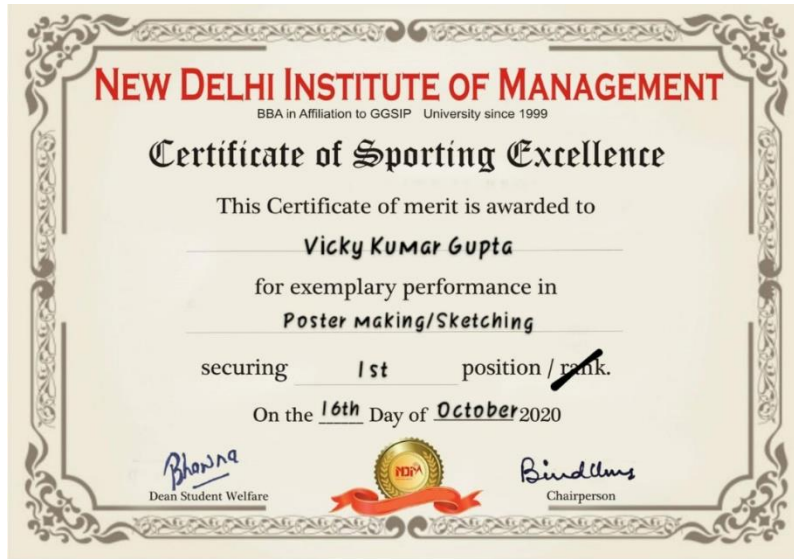 NEW DELHI INSTITUTE OF MANAGEMENT
BBA in Affiliation to GGSIP University since 1999
Certificate of Sporting Excellence
This Certificate of merit is awarded to
Vicky Kumar Gupta
for exemplary performance in
Poster Making/Sketching
securing 1st position / rank.
On the 16th Day of October 2020
NDIM
Dean Student Welfare
Chairperson